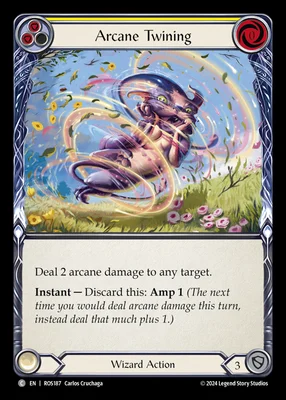 Arcane Twining
Deal 2 arcane damage to any target.
Instant — Discard this: Amp 1 (The next
time you would deal arcane damage this turn,
instead deal that much plus 1.)
Wizard Action
3
C EN | ROS187 Carlos Cruchaga
©2024 Legend Story Studios